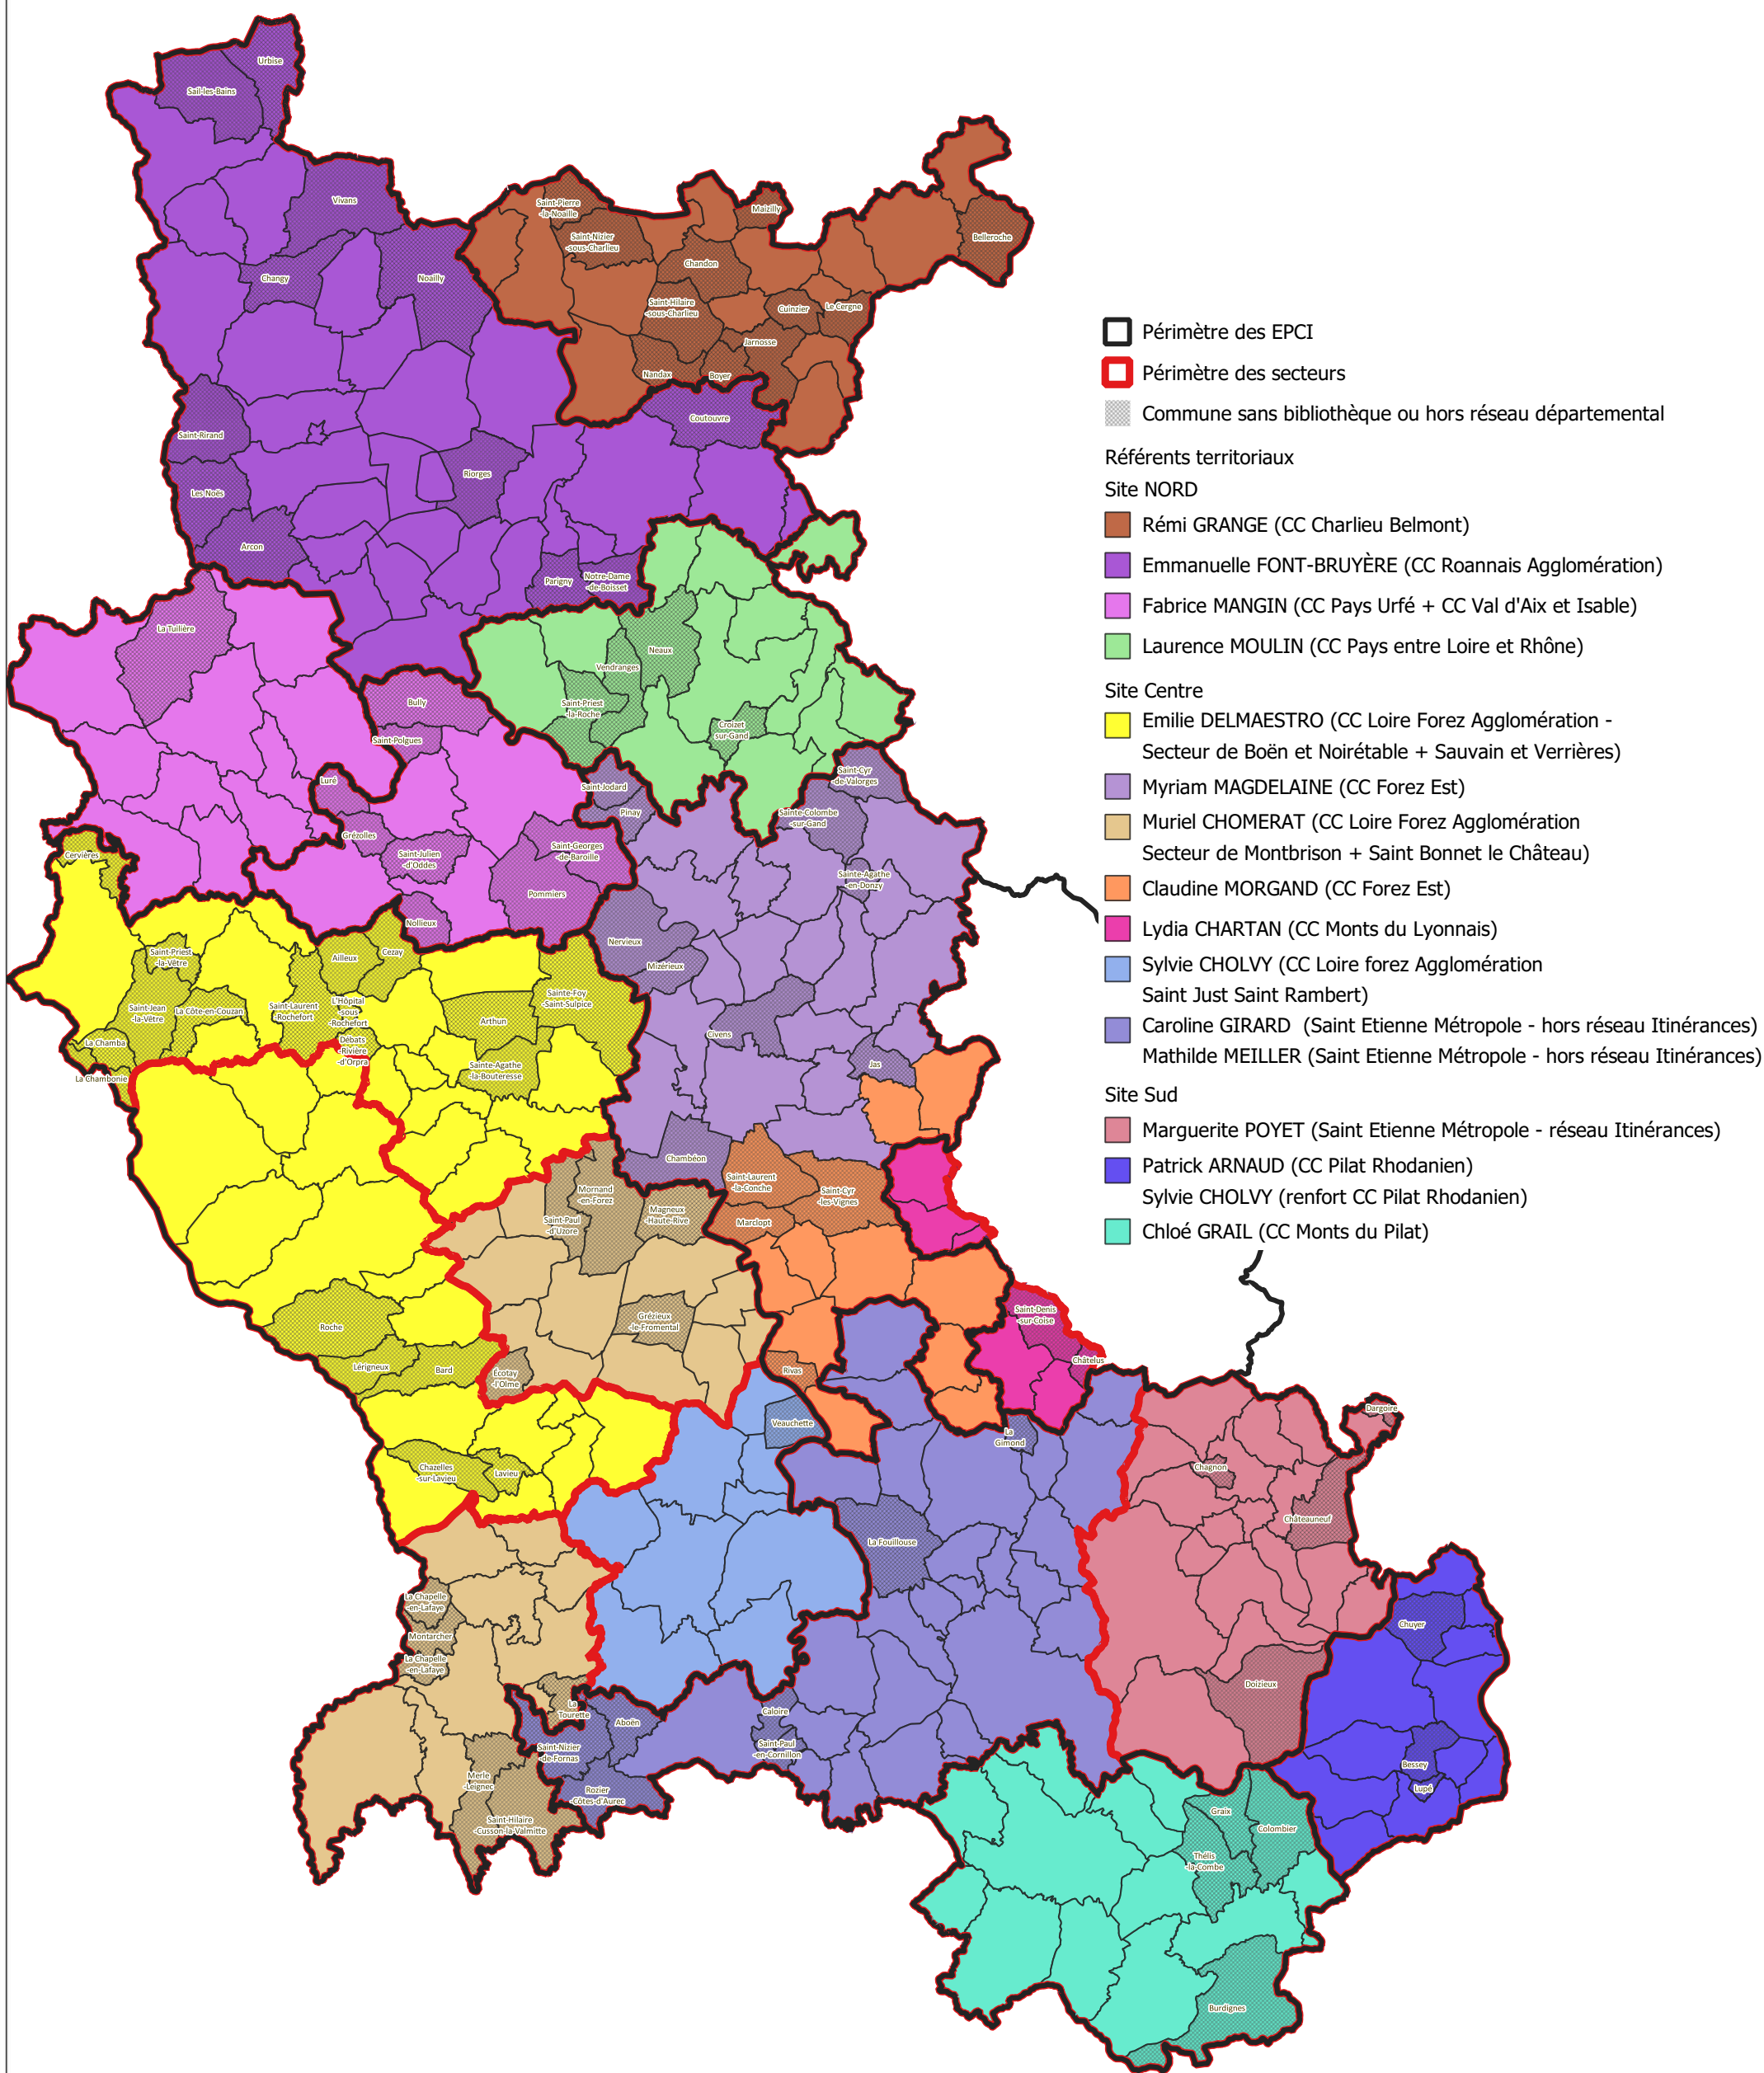 Urbise
Sail-les-Bains
Vivans
Changy
Noailly
Saint-Rirand
Les Noës
Arcon
Riorges
Coutouvre
Parigny
Notre-Dame
-de-Boisset
Saint-Pierre
-la-Noaille
Saint-Nizier
-sous-Charlieu
Maizilly
Belleroche
Chandon
Saint-Hilaire
-sous-Charlieu
Cuinzier
Le Cergne
Jarnosse
Nandax
Boyer
La Tuilière
Bully
Saint-Polgues
Luré
Grézolles
Saint-Julien
-d'Oddes
Saint-Georges
-de-Baroille
Pommiers
Nollieux
Neaux
Vendranges
Saint-Priest
-la-Roche
Croizet
-sur-Gand
Saint-Jodard
Pinay
Saint-Cyr
-de-Valorges
Sainte-Colombe
-sur-Gand
Sainte-Agathe
-en-Donzy
Nervieux
Mizérieux
Civens
Jas
Chambéon
Cervières
Saint-Priest
-la-Vêtre
Ailleux
Cezay
Saint-Jean
-la-Vêtre
La Côte-en-Couzan
Saint-Laurent
-Rochefort
L'Hôpital
-sous
-Rochefort
Débats
-Rivière
-d'Orpra
Arthun
Sainte-Foy
-Saint-Sulpice
Sainte-Agathe
-la-Bouteresse
La Chamba
La Chambonie
Mornand
-en-Forez
Saint-Paul
-d'Uzore
Magneux
-Haute-Rive
Saint-Laurent
-la-Conche
Saint-Cyr
-les-Vignes
Marclopt
Roche
Lérigneux
Bard
Écotay
-l'Olme
Grézieux
-le-Fromental
Rivas
Saint-Denis
-sur-Coise
Châtelus
Veauchette
La
Gimond
Chazelles
-sur-Lavieu
Lavieu
La Fouillouse
Dargoire
Chagnon
Châteauneuf
Doizieux
La Chapelle
-en-Lafaye
Montarcher
La Chapelle
-en-Lafaye
La
Tourette
Aboën
Saint-Nizier
-de-Fornas
Rozier
-Côtes-d'Aurec
Caloire
Saint-Paul
-en-Cornillon
Merle
-Leignec
Saint-Hilaire
-Cusson-la-Valmitte
Chuyer
Bessey
Lupé
Graix
Colombier
Thélis
-la-Combe
Burdignes
Périmètre des EPCI
Périmètre des secteurs
Commune sans bibliothèque ou hors réseau départemental
Référents territoriaux
Site NORD
Rémi GRANGE (CC Charlieu Belmont)
Emmanuelle FONT-BRUYÈRE (CC Roannais Agglomération)
Fabrice MANGIN (CC Pays Urfé + CC Val d'Aix et Isable)
Laurence MOULIN (CC Pays entre Loire et Rhône)
Site Centre
Emilie DELMAESTRO (CC Loire Forez Agglomération -
Secteur de Boën et Noirétable + Sauvain et Verrières)
Myriam MAGDELAINE (CC Forez Est)
Muriel CHOMERAT (CC Loire Forez Agglomération
Secteur de Montbrison + Saint Bonnet le Château)
Claudine MORGAND (CC Forez Est)
Lydia CHARTAN (CC Monts du Lyonnais)
Sylvie CHOLVY (CC Loire forez Agglomération
Saint Just Saint Rambert)
Caroline GIRARD  (Saint Etienne Métropole - hors réseau Itinérances)
Mathilde MEILLER (Saint Etienne Métropole - hors réseau Itinérances)
Site Sud
Marguerite POYET (Saint Etienne Métropole - réseau Itinérances)
Patrick ARNAUD (CC Pilat Rhodanien)
Sylvie CHOLVY (renfort CC Pilat Rhodanien)
Chloé GRAIL (CC Monts du Pilat)